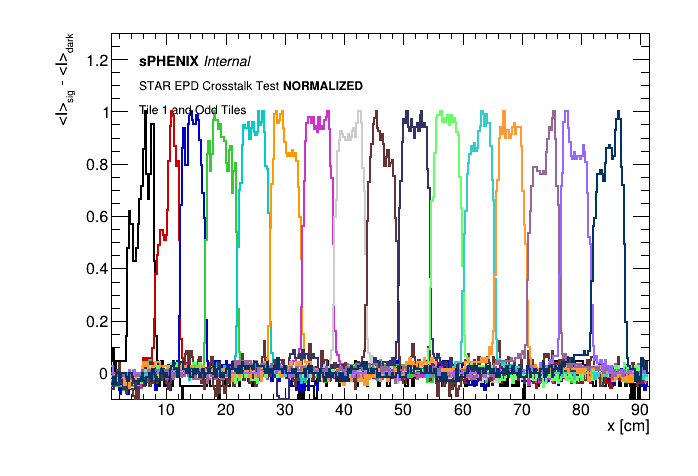 <I>sig - <I>dark
sPHENIX Internal
STAR EPD Crosstalk Test NORMALIZED
Tile 1 and Odd Tiles
1.2
1
0.8
0.6
0.4
0.2
0
10 20 30 40 50 60 70 80 90
x [cm]